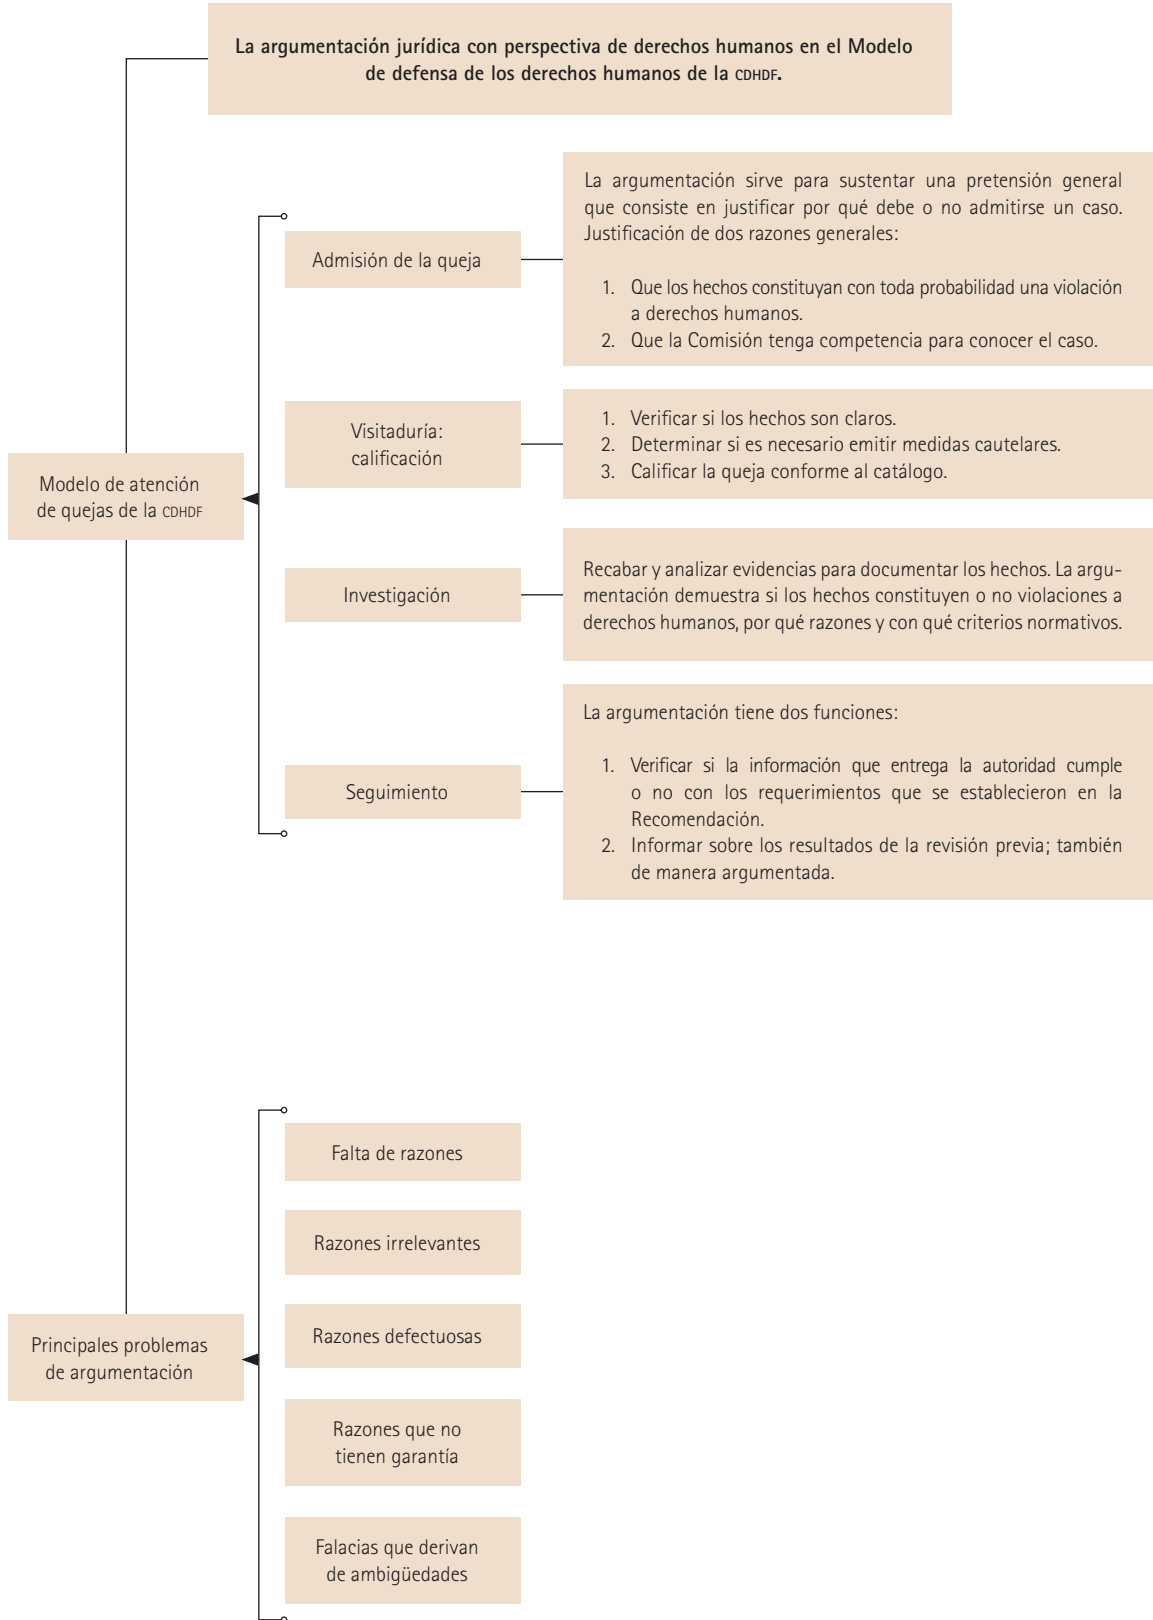 La argumentación jurídica con perspectiva de derechos humanos en el Modelo
de defensa de los derechos humanos de la CDHDF.
Modelo de atención
de quejas de la CDHDF
Admisión de la queja
La argumentación sirve para sustentar una pretensión general
que consiste en justificar por qué debe o no admitirse un caso.
Justificación de dos razones generales:
1. Que los hechos constituyan con toda probabilidad una violación
a derechos humanos.
2. Que la Comisión tenga competencia para conocer el caso.
Visitaduría:
calificación
1. Verificar si los hechos son claros.
2. Determinar si es necesario emitir medidas cautelares.
3. Calificar la queja conforme al catálogo.
Investigación
Recabar y analizar evidencias para documentar los hechos. La argu-
mentación demuestra si los hechos constituyen o no violaciones a
derechos humanos, por qué razones y con qué criterios normativos.
Seguimiento
La argumentación tiene dos funciones:
1. Verificar si la información que entrega la autoridad cumple
o no con los requerimientos que se establecieron en la
Recomendación.
2. Informar sobre los resultados de la revisión previa; también
de manera argumentada.
Principales problemas
de argumentación
Falta de razones
Razones irrelevantes
Razones defectuosas
Razones que no
tienen garantía
Falacias que derivan
de ambigüedades